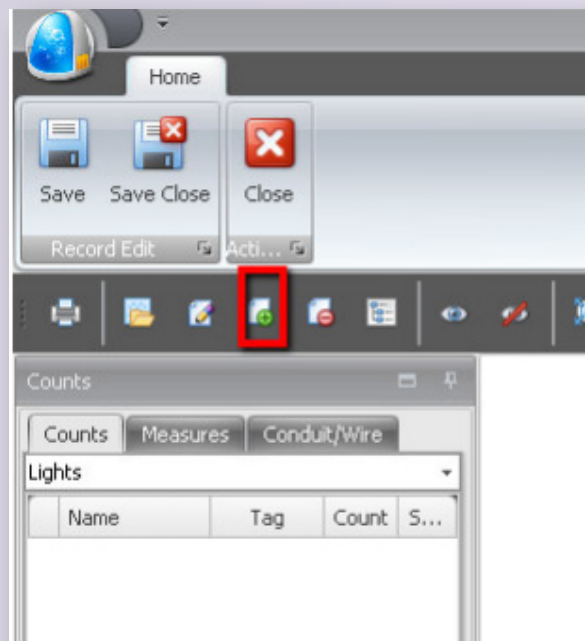 Home
Save Save Close Close
Record Edit Acti...
Counts
Counts Measures Conduit/Wire
Lights
Name Tag Count S...